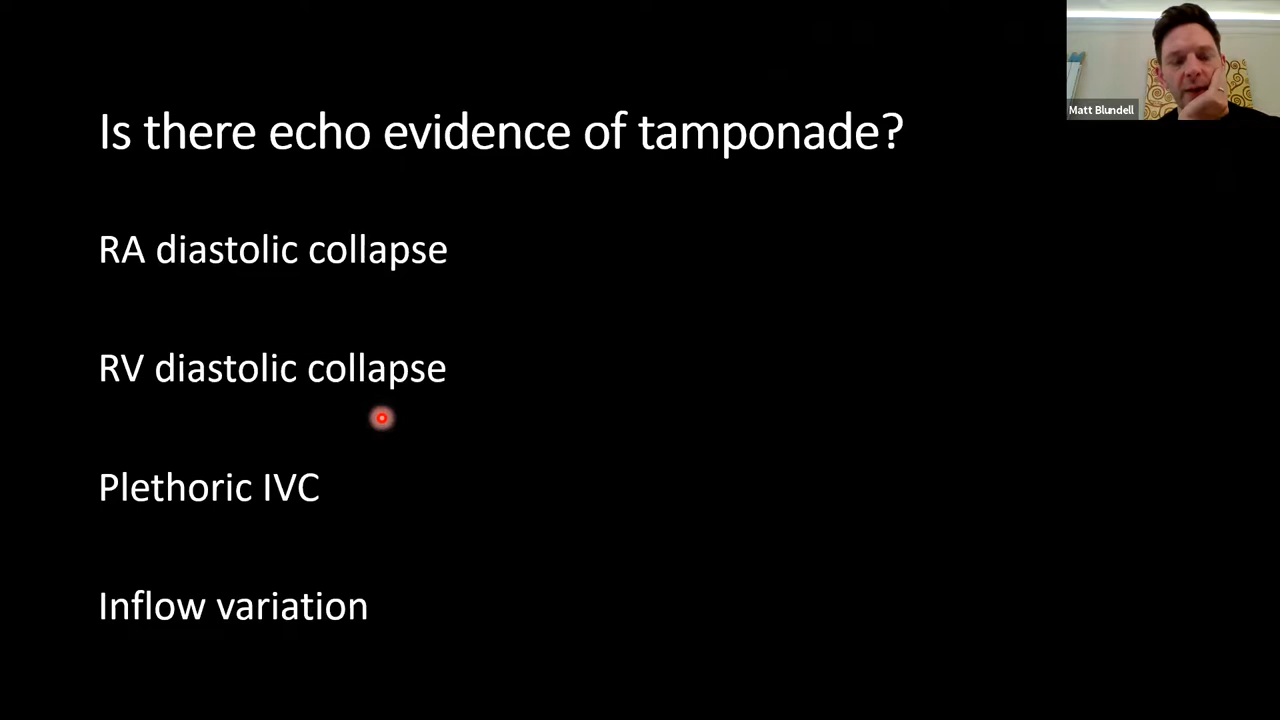 Matt Blundell
Is there echo evidence of tamponade?
RA diastolic collapse
RV diastolic collapse
Plethoric IVC
Inflow variation